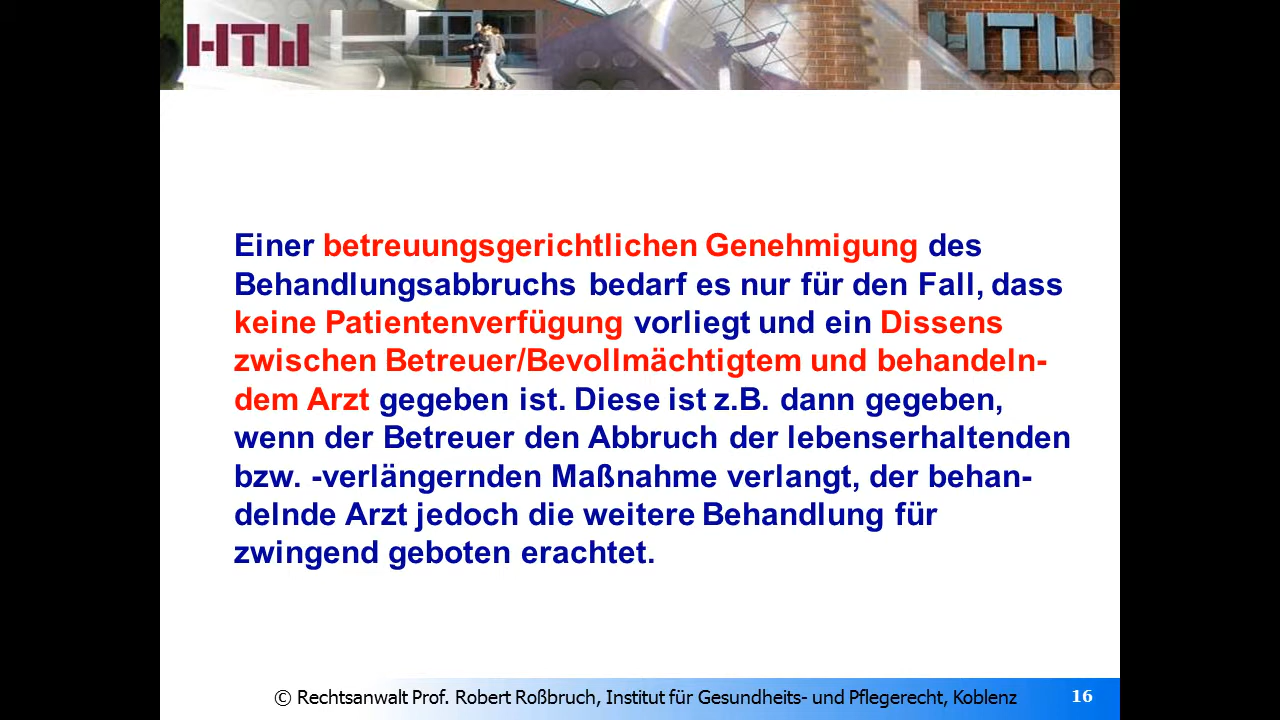 HTW
HTW
Einer betreuungsgerichtlichen Genehmigung des
Behandlungsabbruchs bedarf es nur für den Fall, dass
keine Patientenverfügung vorliegt und ein Dissens
zwischen Betreuer/Bevollmächtigtem und behandeln-
dem Arzt gegeben ist. Diese ist z.B. dann gegeben,
wenn der Betreuer den Abbruch der lebenserhaltenden
bzw. -verlängernden Maßnahme verlangt, der behan-
delnde Arzt jedoch die weitere Behandlung für
zwingend geboten erachtet.
© Rechtsanwalt Prof. Robert Roßbruch, Institut für Gesundheits- und Pflegerecht, Koblenz
16